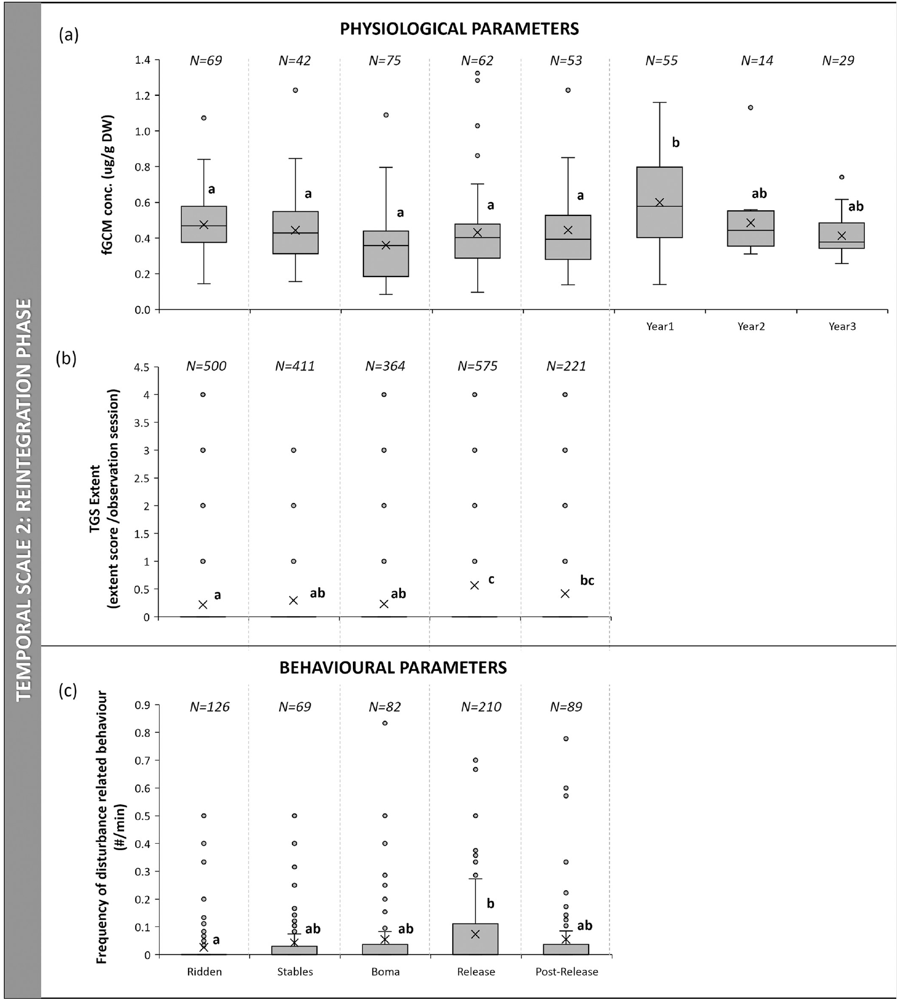 TEMPORAL SCALE 2: REINTEGRATION PHASE
(a)
PHYSIOLOGICAL PARAMETERS
N=69 N=42 N=75 N=62 N=53 N=55 N=14 N=29
fGCM conc. (ug/g DW)
1.4
1.2
1.0
0.8
0.6
0.4
0.2
0.0
a a a a a b ab ab
Year1 Year2 Year3
(b)
N=500 N=411 N=364 N=575 N=221
TGS Extent
(extent score /observation session)
4.5
4
3.5
3
2.5
2
1.5
1
0.5
0
a ab ab c bc
BEHAVIOURAL PARAMETERS
(c)
N=126 N=69 N=82 N=210 N=89
Frequency of disturbance related behaviour
(#/min)
0.9
0.8
0.7
0.6
0.5
0.4
0.3
0.2
0.1
0
a ab ab b ab
Ridden Stables Boma Release Post-Release